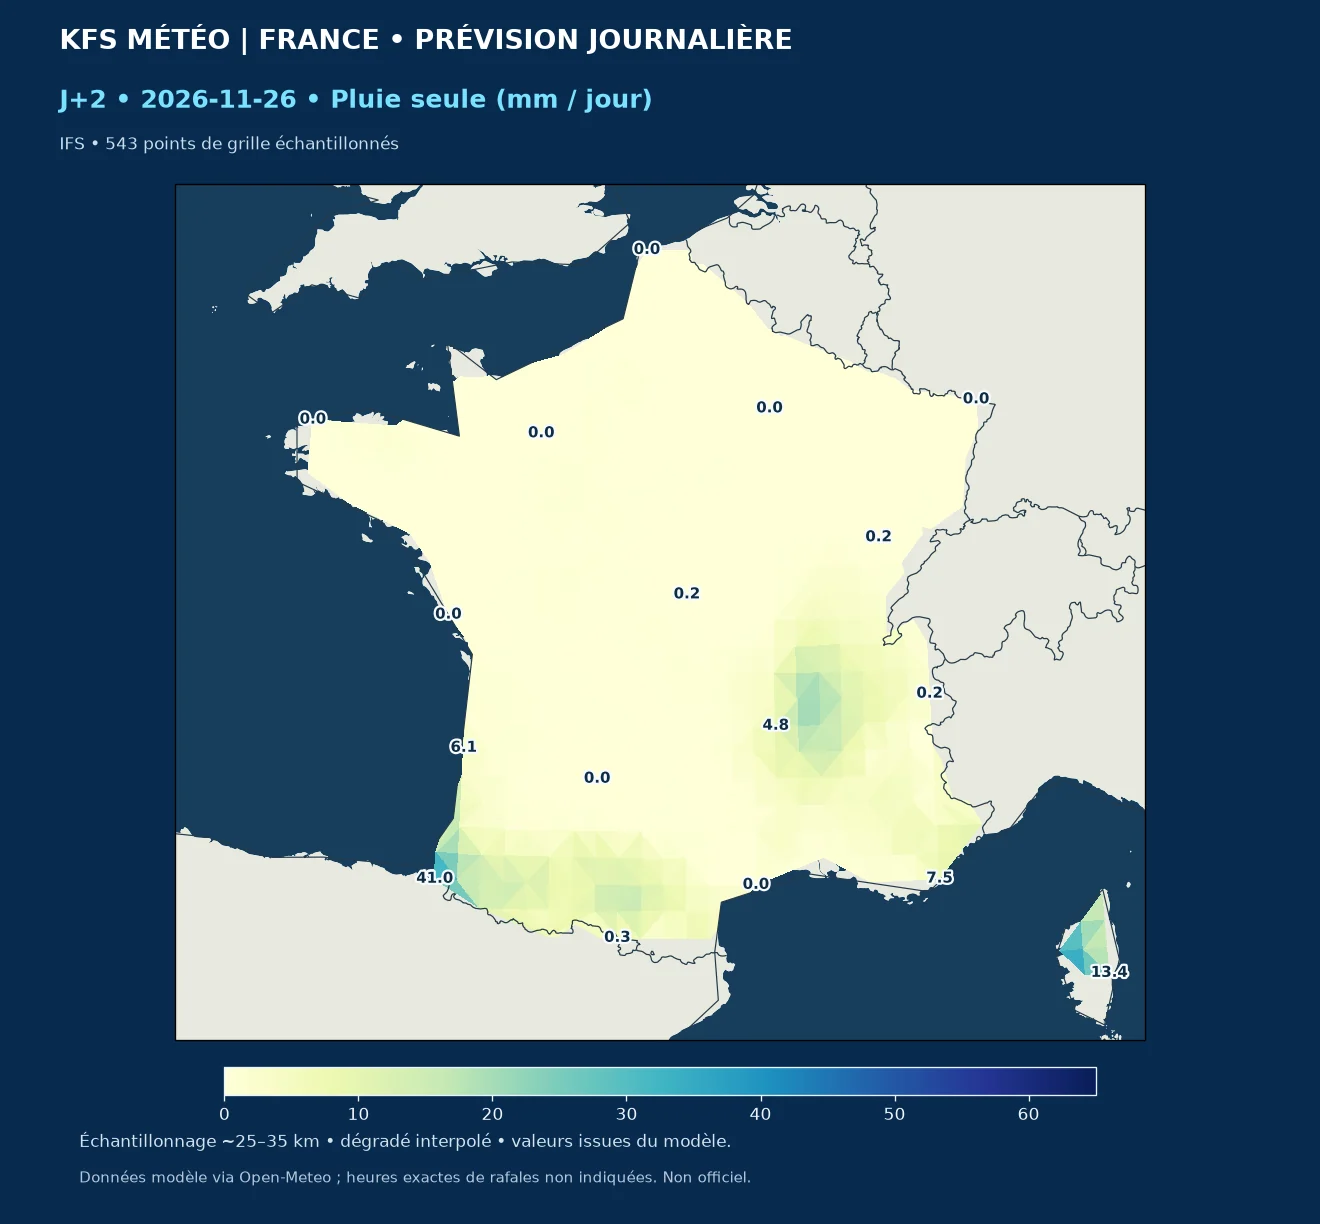 KFS MÉTÉO | FRANCE • PRÉVISION JOURNALIÈRE
J+2 • 2026-11-26 • Pluie seule (mm / jour)
IFS • 543 points de grille échantillonnés
0.0
0.0
0.0
0.0
0.0
0.2
0.2
0.0
0.2
4.8
6.1
0.0
41.0
0.0
7.5
0.3
13.4
0 10 20 30 40 50 60
Échantillonnage ~25–35 km • dégradé interpolé • valeurs issues du modèle.
Données modèle via Open-Meteo ; heures exactes de rafales non indiquées. Non officiel.